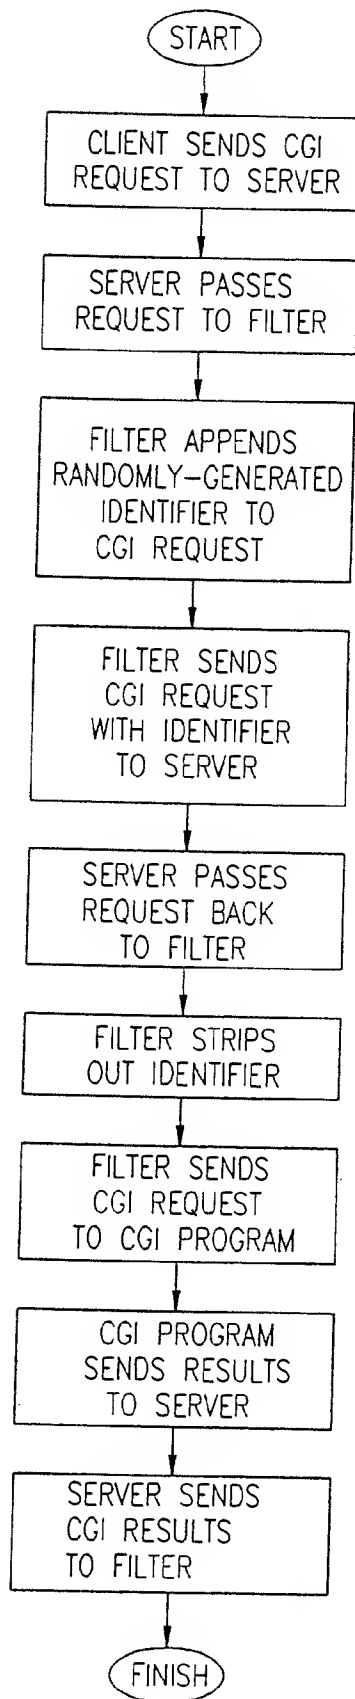 START
CLIENT SENDS CGI
REQUEST TO SERVER
SERVER PASSES
REQUEST TO FILTER
FILTER APPENDS
RANDOMLY-GENERATED
IDENTIFIER TO
CGI REQUEST
FILTER SENDS
CGI REQUEST
WITH IDENTIFIER
TO SERVER
SERVER PASSES
REQUEST BACK
TO FILTER
FILTER STRIPS
OUT IDENTIFIER
FILTER SENDS
CGI REQUEST
TO CGI PROGRAM
CGI PROGRAM
SENDS RESULTS
TO SERVER
SERVER SENDS
CGI RESULTS
TO FILTER
FINISH